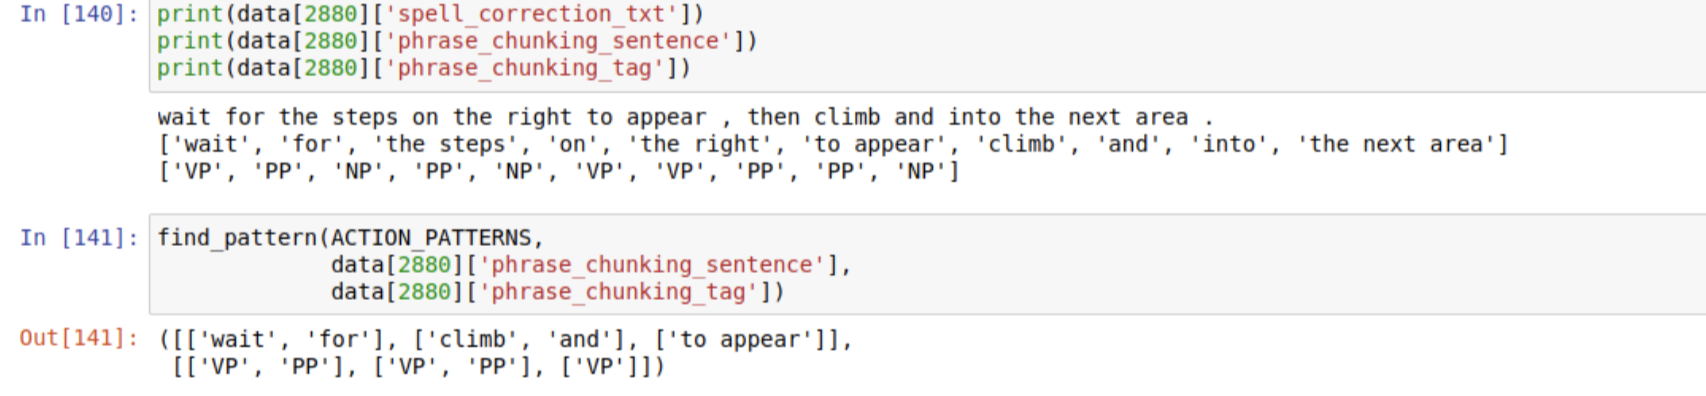 In [140]: print(data[2880]['spell_correction_txt'])
print(data[2880]['phrase_chunking_sentence'])
print(data[2880]['phrase_chunking_tag'])
wait for the steps on the right to appear , then climb and into the next area .
['wait', 'for', 'the steps', 'on', 'the right', 'to appear', 'climb', 'and', 'into', 'the next area']
['VP', 'PP', 'NP', 'PP', 'NP', 'VP', 'VP', 'PP', 'PP', 'NP']
In [141]: find_pattern(ACTION_PATTERNS,
data[2880]['phrase_chunking_sentence'],
data[2880]['phrase_chunking_tag'])
Out[141]: ([['wait', 'for'], ['climb', 'and'], ['to appear']],
[['VP', 'PP'], ['VP', 'PP'], ['VP']])